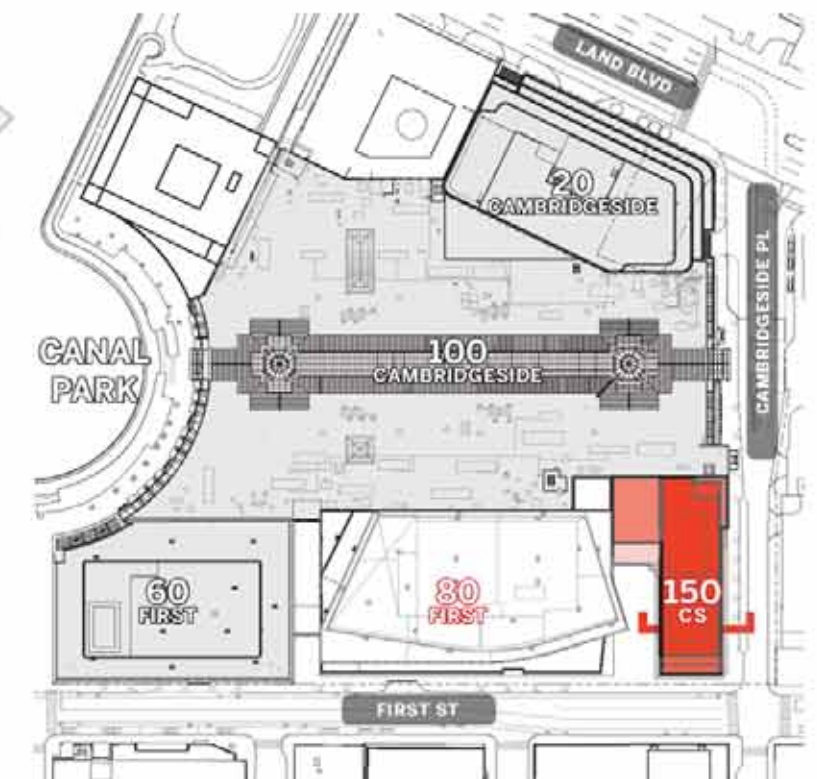 LAND BLVD
20
CAMBRIDGESIDE
CAMBRIDGESIDE PL
CANAL
PARK
100
CAMBRIDGESIDE
60
FIRST
80
FIRST
150
CS
FIRST ST